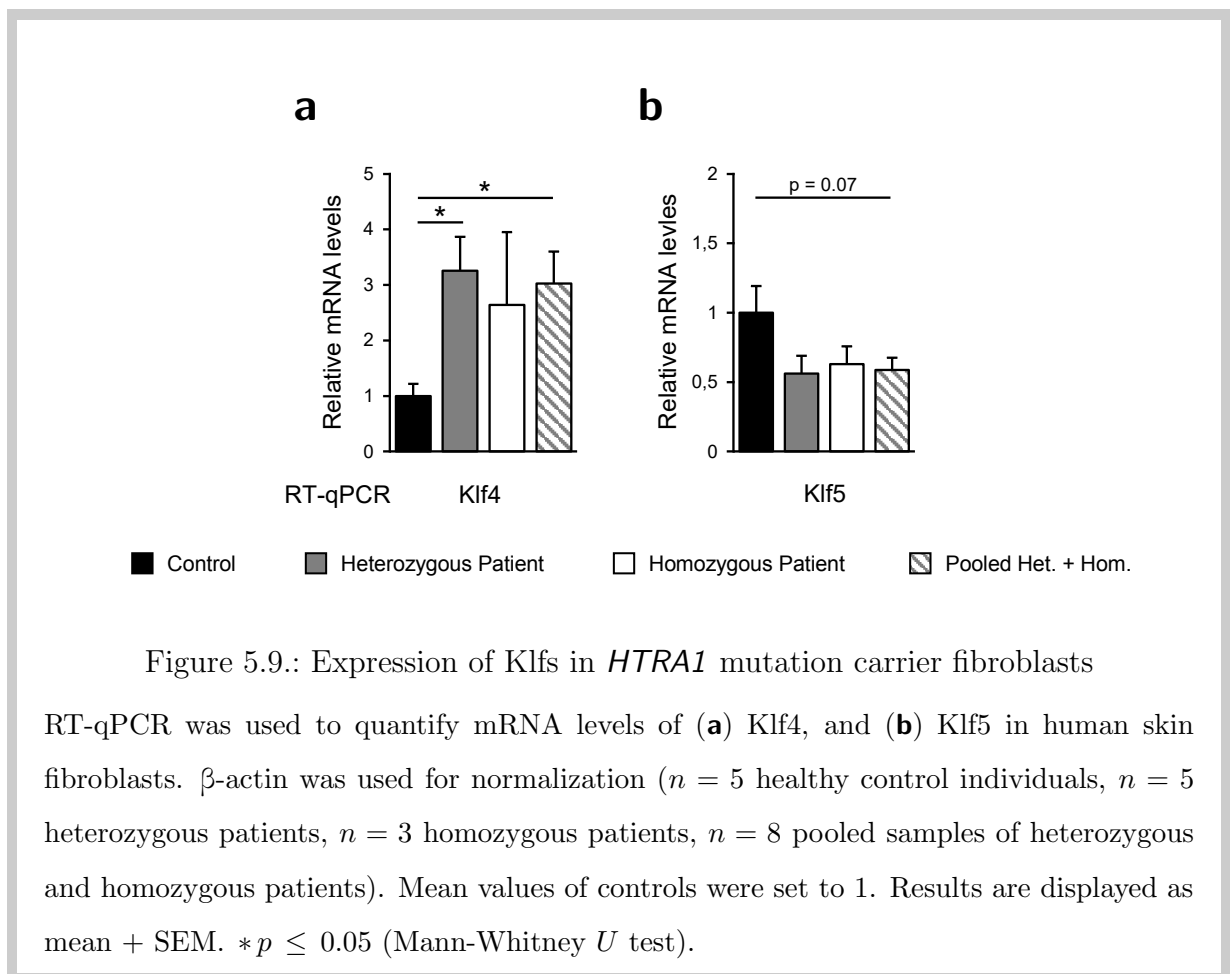 a
b
Relative mRNA levels
5
4
3
2
1
0
*
*
Relative mRNA levles
2
1,5
1
0,5
0
p = 0.07
RT-qPCR Klf4 Klf5
Control Heterozygous Patient Homozygous Patient Pooled Het. + Hom.
Figure 5.9.: Expression of Klfs in HTRA1 mutation carrier fibroblasts
RT-qPCR was used to quantify mRNA levels of (a) Klf4, and (b) Klf5 in human skin
fibroblasts. β-actin was used for normalization (n = 5 healthy control individuals, n = 5
heterozygous patients, n = 3 homozygous patients, n = 8 pooled samples of heterozygous
and homozygous patients). Mean values of controls were set to 1. Results are displayed as
mean + SEM. ∗p ≤ 0.05 (Mann-Whitney U test).